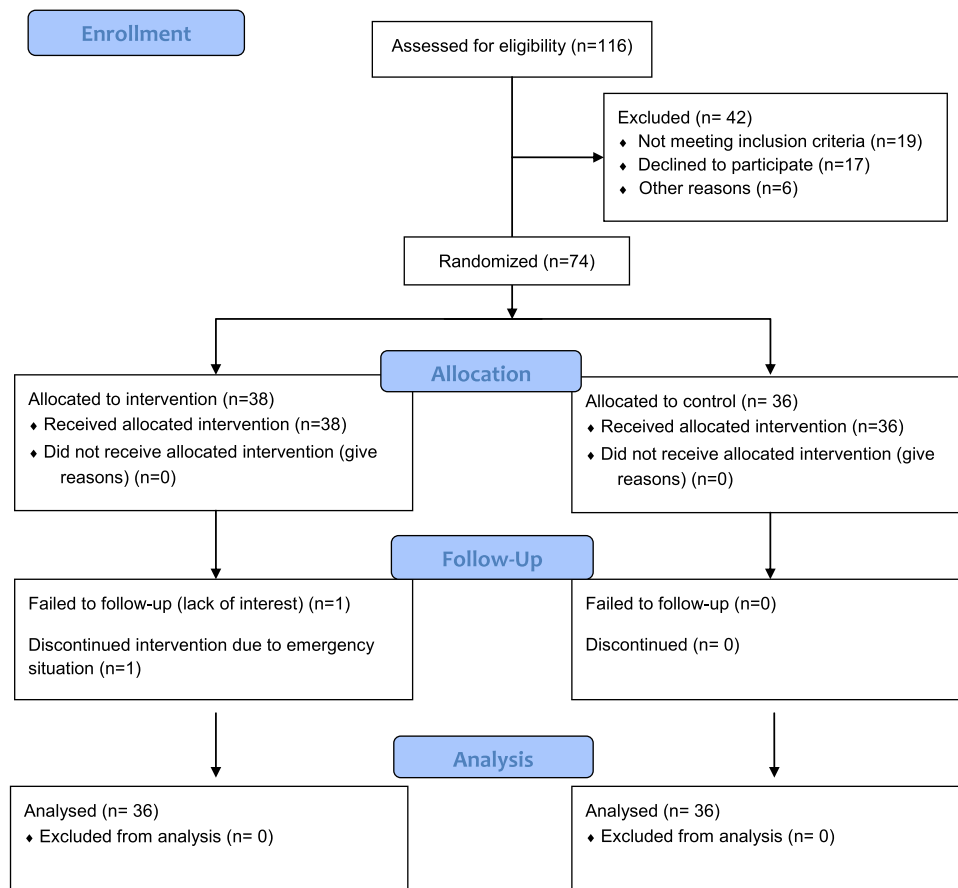 Enrollment
Assessed for eligibility (n=116)
Excluded (n= 42)
♦ Not meeting inclusion criteria (n=19)
♦ Declined to participate (n=17)
♦ Other reasons (n=6)
Randomized (n=74)
Allocation
Allocated to intervention (n=38)
♦ Received allocated intervention (n=38)
♦ Did not receive allocated intervention (give
reasons) (n=0)
Allocated to control (n= 36)
♦ Received allocated intervention (n=36)
♦ Did not receive allocated intervention (give
reasons) (n=0)
Follow-Up
Failed to follow-up (lack of interest) (n=1)
Discontinued intervention due to emergency
situation (n=1)
Failed to follow-up (n=0)
Discontinued (n= 0)
Analysis
Analysed (n= 36)
♦ Excluded from analysis (n= 0)
Analysed (n= 36)
♦ Excluded from analysis (n= 0)